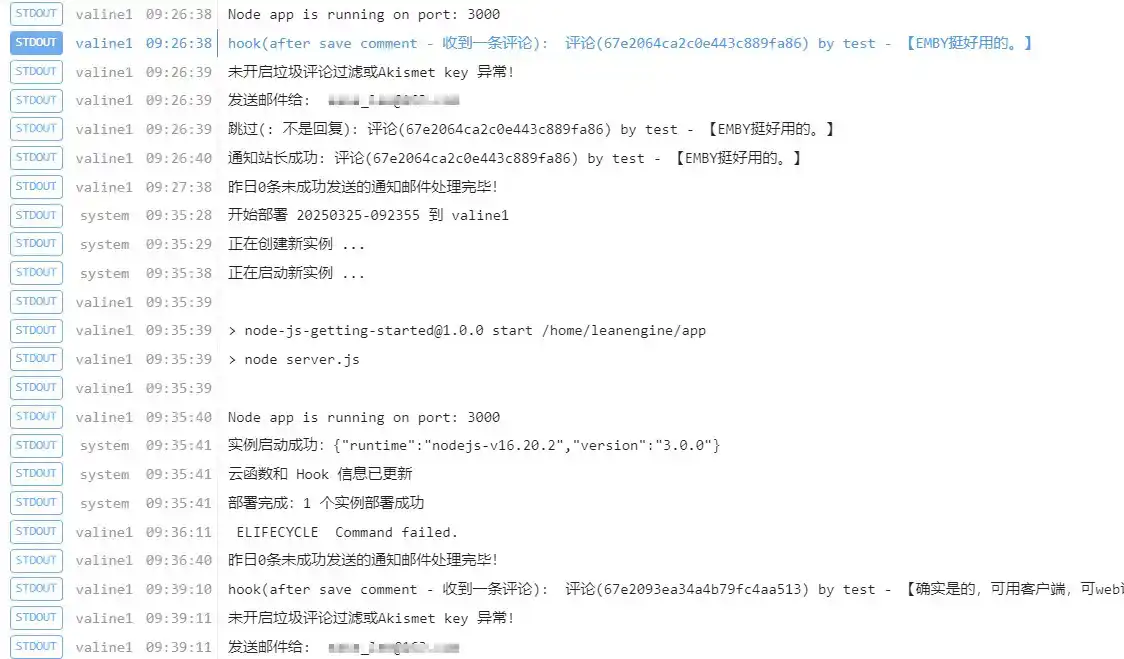 STDOUT valine1 09:26:38 Node app is running on port: 3000
STDOUT valine1 09:26:38 hook(after save comment - 收到一条评论): 评论(67e2064ca2c0e443c889fa86) by test - 【EMBY挺好用的。】
STDOUT valine1 09:26:39 未开启垃圾评论过滤或Akismet key 异常!
STDOUT valine1 09:26:39 发送邮件给:
STDOUT valine1 09:26:39 跳过(: 不是回复): 评论(67e2064ca2c0e443c889fa86) by test - 【EMBY挺好用的。】
STDOUT valine1 09:26:40 通知站长成功: 评论(67e2064ca2c0e443c889fa86) by test - 【EMBY挺好用的。】
STDOUT valine1 09:27:38 昨日0条未成功发送的通知邮件处理完毕!
STDOUT system 09:35:28 开始部署 20250325-092355 到 valine1
STDOUT system 09:35:29 正在创建新实例 ...
STDOUT system 09:35:38 正在启动新实例 ...
STDOUT valine1 09:35:39
STDOUT valine1 09:35:39 > node-js-getting-started@1.0.0 start /home/leanengine/app
STDOUT valine1 09:35:39 > node server.js
STDOUT valine1 09:35:39
STDOUT valine1 09:35:40 Node app is running on port: 3000
STDOUT system 09:35:41 实例启动成功: {"runtime":"nodejs-v16.20.2","version":"3.0.0"}
STDOUT system 09:35:41 云函数和 Hook 信息已更新
STDOUT system 09:35:41 部署完成: 1 个实例部署成功
STDOUT valine1 09:36:11 ELIFECYCLE Command failed.
STDOUT valine1 09:36:40 昨日0条未成功发送的通知邮件处理完毕!
STDOUT valine1 09:39:10 hook(after save comment - 收到一条评论): 评论(67e2093ea34a4b79fc4aa513) by test - 【确实是的，可用客户端，可web
STDOUT valine1 09:39:11 未开启垃圾评论过滤或Akismet key 异常!
STDOUT valine1 09:39:11 发送邮件给: